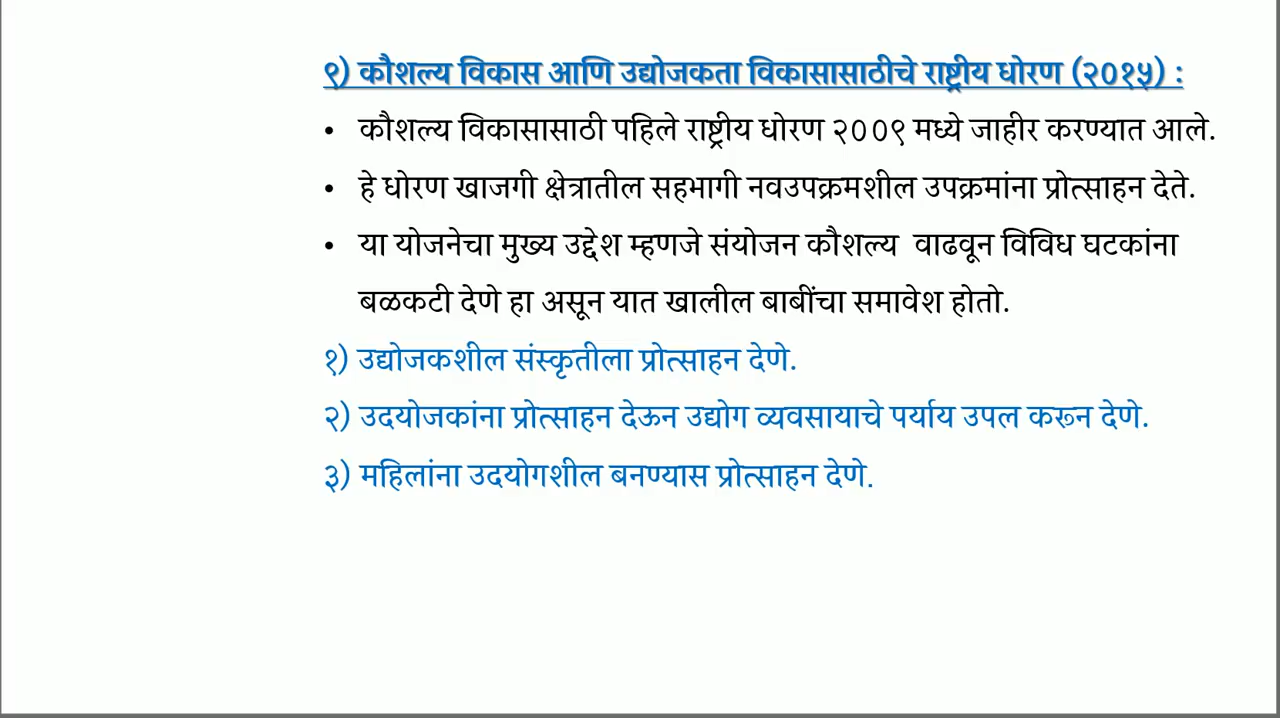 ९) कौशल्य विकास आणि उद्योजकता विकासासाठीचे राष्ट्रीय धोरण (२०१५) :
• कौशल्य विकासासाठी पहिले राष्ट्रीय धोरण २००९ मध्ये जाहीर करण्यात आले.
• हे धोरण खाजगी क्षेत्रातील सहभागी नवउपक्रमशील उपक्रमांना प्रोत्साहन देते.
• या योजनेचा मुख्य उद्देश म्हणजे संयोजन कौशल्य वाढवून विविध घटकांना
बळकटी देणे हा असून यात खालील बाबींचा समावेश होतो.
१) उद्योजकशील संस्कृतीला प्रोत्साहन देणे.
२) उदयोजकांना प्रोत्साहन देऊन उद्योग व्यवसायाचे पर्याय उपल करून देणे.
३) महिलांना उदयोगशील बनण्यास प्रोत्साहन देणे.